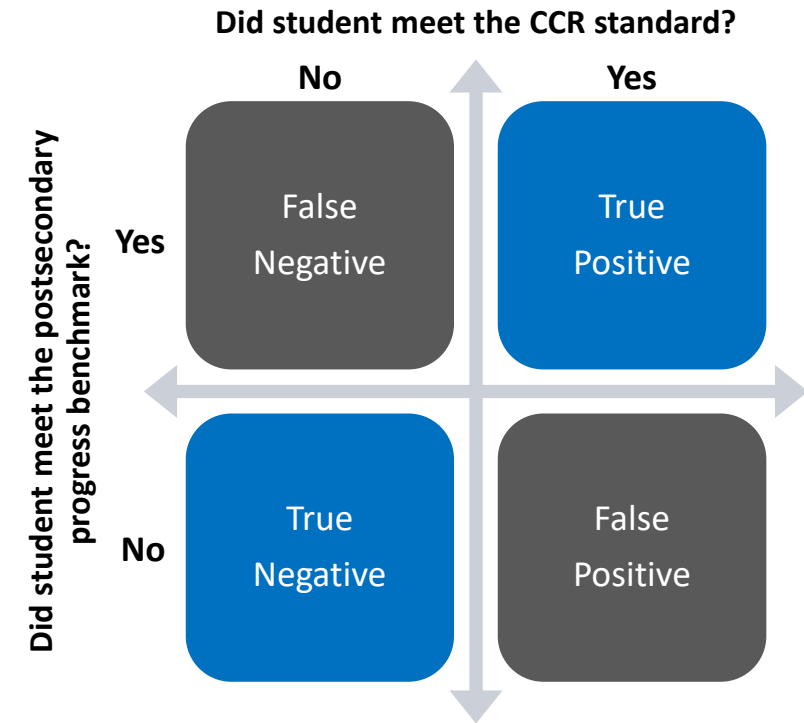 Did student meet the CCR standard?
No
Yes
Did student meet the postsecondary
progress benchmark?
Yes
False
Negative
True
Positive
No
True
Negative
False
Positive